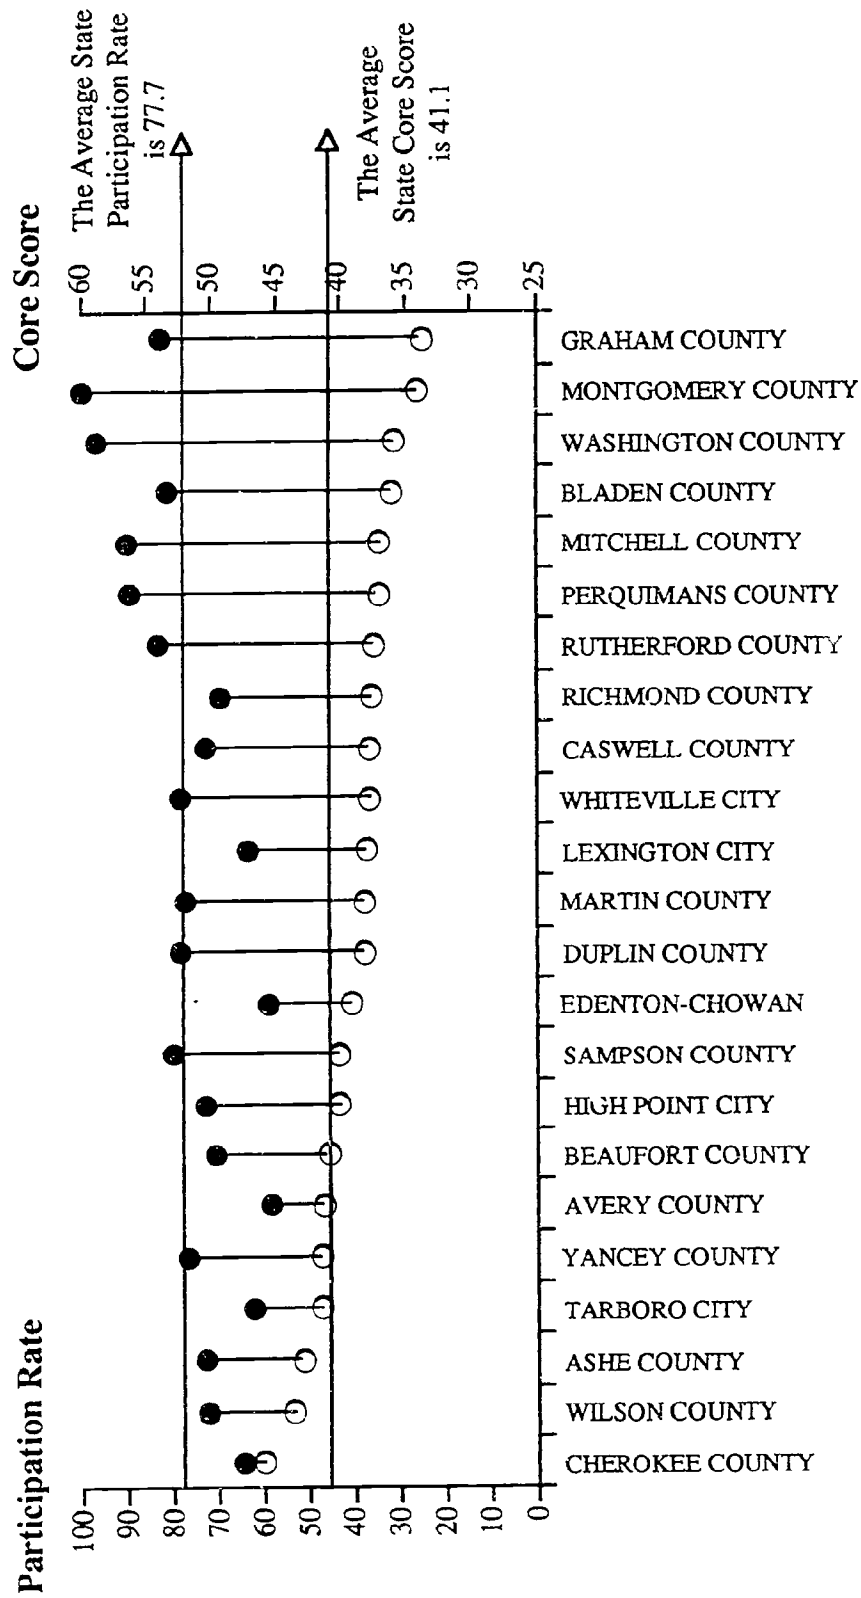 Participation Rate
Core Score
100
90
80
70
60
50
40
30
20
10
0
60
55
50
45
40
35
30
25
The Average State
Participation Rate
is 77.7
The Average
State Core Score
is 41.1
CHEROKEE COUNTY
WILSON COUNTY
ASHE COUNTY
TARBORO CITY
YANCEY COUNTY
AVERY COUNTY
BEAUFORT COUNTY
HIGH POINT CITY
SAMPSON COUNTY
EDENTON-CHOWAN
DUPLIN COUNTY
MARTIN COUNTY
LEXINGTON CITY
WHITEVILLE CITY
CASWELL COUNTY
RICHMOND COUNTY
RUTHERFORD COUNTY
PERQUIMANS COUNTY
MITCHELL COUNTY
BLADEN COUNTY
WASHINGTON COUNTY
MONTGOMERY COUNTY
GRAHAM COUNTY